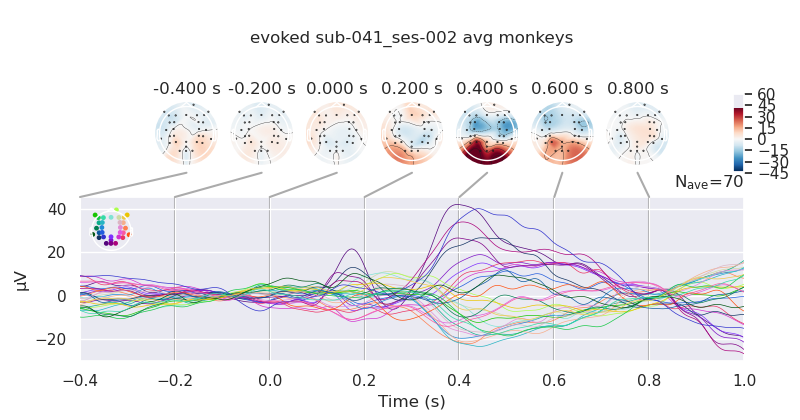 evoked sub-041_ses-002 avg monkeys
-0.400 s -0.200 s 0.000 s 0.200 s 0.400 s 0.600 s 0.800 s
60
45
30
15
0
−15
−30
−45
Nave=70
40
20
0
−20
µV
−0.4 −0.2 0.0 0.2 0.4 0.6 0.8 1.0
Time (s)